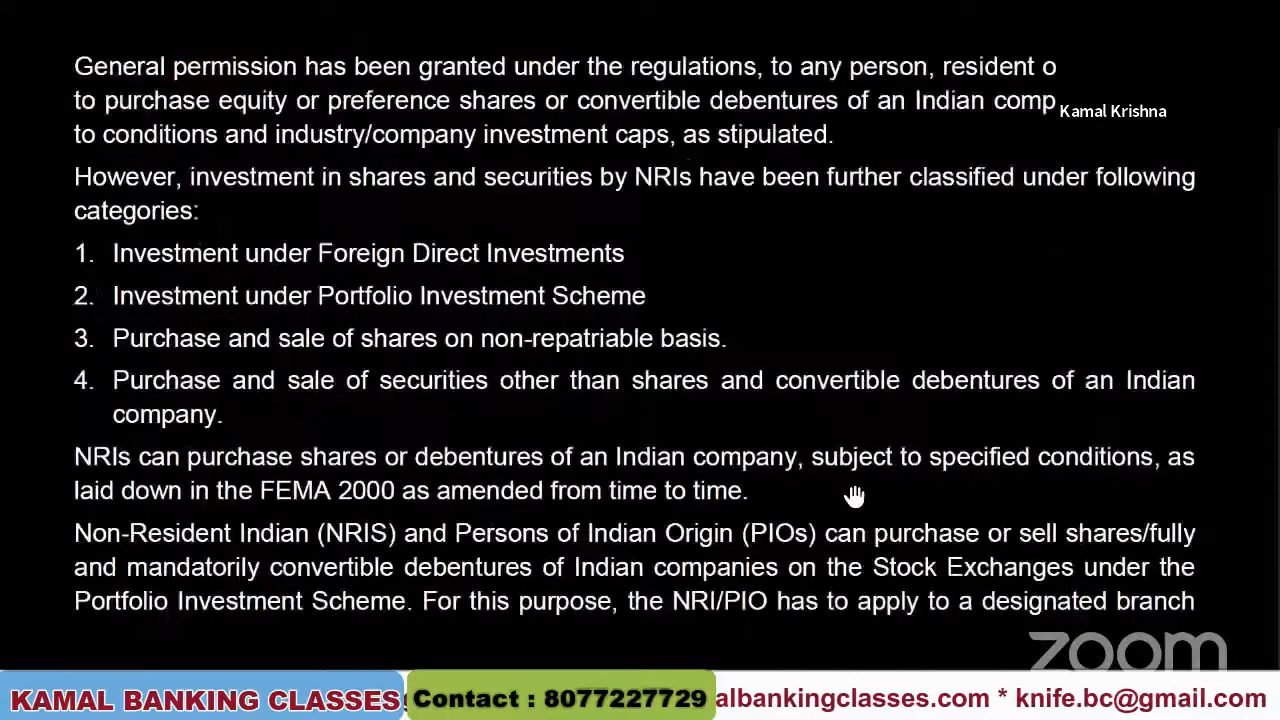 General permission has been granted under the regulations, to any person, resident o
to purchase equity or preference shares or convertible debentures of an Indian comp
Kamal Krishna
to conditions and industry/company investment caps, as stipulated.
However, investment in shares and securities by NRIs have been further classified under following
categories:
1. Investment under Foreign Direct Investments
2. Investment under Portfolio Investment Scheme
3. Purchase and sale of shares on non-repatriable basis.
4. Purchase and sale of securities other than shares and convertible debentures of an Indian
company.
NRIs can purchase shares or debentures of an Indian company, subject to specified conditions, as
laid down in the FEMA 2000 as amended from time to time.
Non-Resident Indian (NRIS) and Persons of Indian Origin (PIOs) can purchase or sell shares/fully
and mandatorily convertible debentures of Indian companies on the Stock Exchanges under the
Portfolio Investment Scheme. For this purpose, the NRI/PIO has to apply to a designated branch
zoom
KAMAL BANKING CLASSES Contact : 8077227729 albankingclasses.com * knife.bc@gmail.com